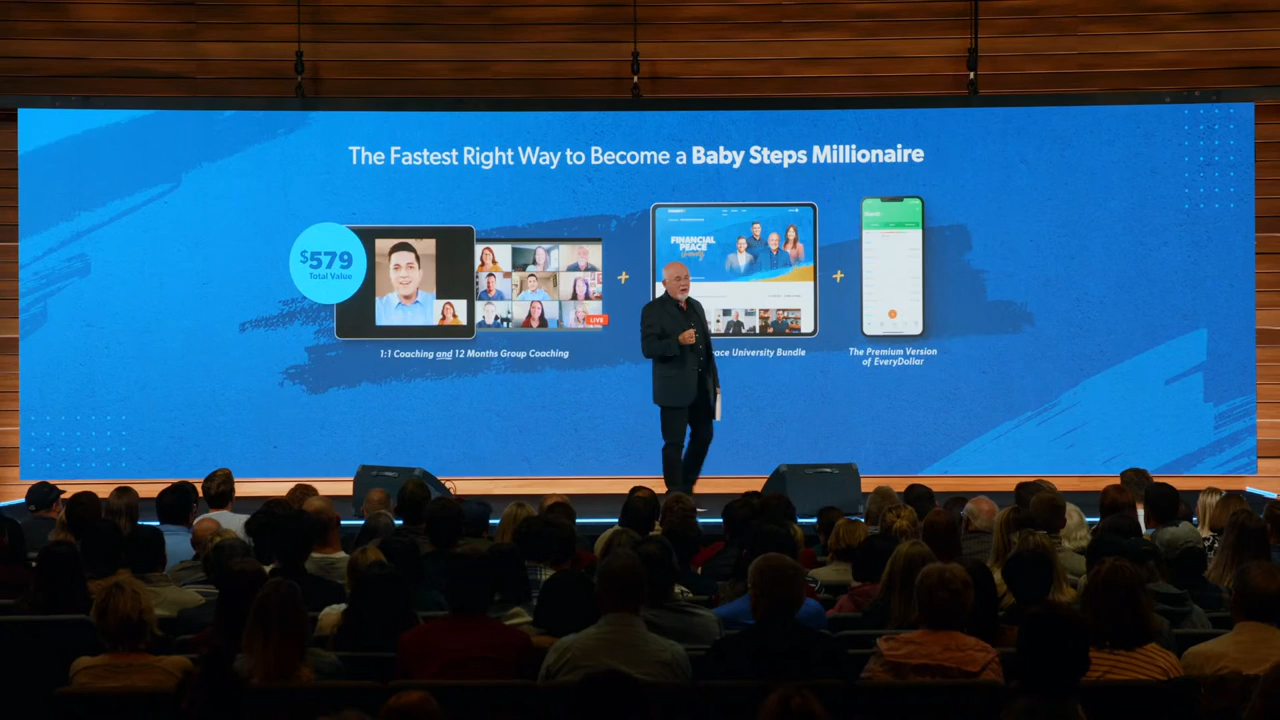 The Fastest Right Way to Become a Baby Steps Millionaire
$579
Total Value
FINANCIAL
PEACE
University
LIVE
1:1 Coaching and 12 Months Group Coaching
University Bundle
The Premium Version
of EveryDollar